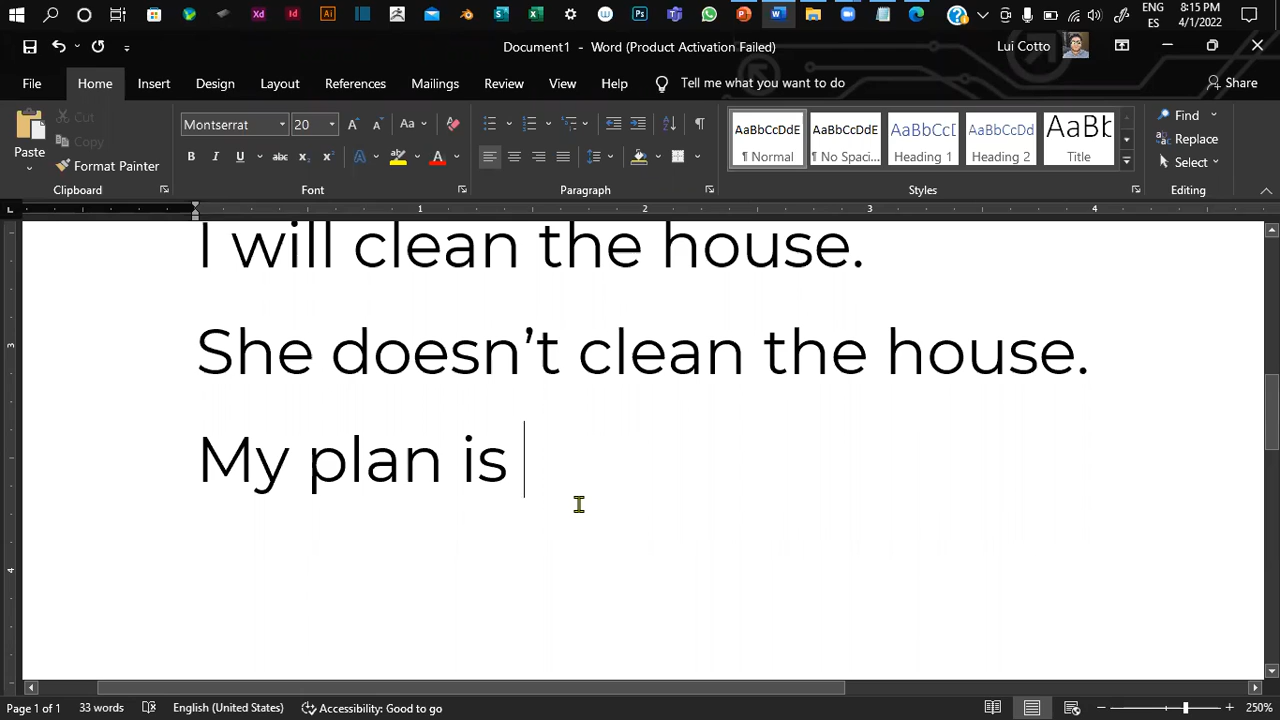 ENG 8:15 PM
ES 4/1/2022
Document1 - Word (Product Activation Failed) Lui Cotto
File Home Insert Design Layout References Mailings Review View Help Tell me what you want to do Share
Cut
Copy
Format Painter
Paste
Montserrat 20
AaBbCcDdE AaBbCcDdE AaBbCc[ AaBbCcDd AaBb
¶ Normal ¶ No Spaci... Heading 1 Heading 2 Title
Find
Replace
Select
Clipboard Font Paragraph Styles Editing
1 2 3 4
I will clean the house.
She doesn’t clean the house.
My plan is
3
4
Page 1 of 1 33 words English (United States) Accessibility: Good to go 250%